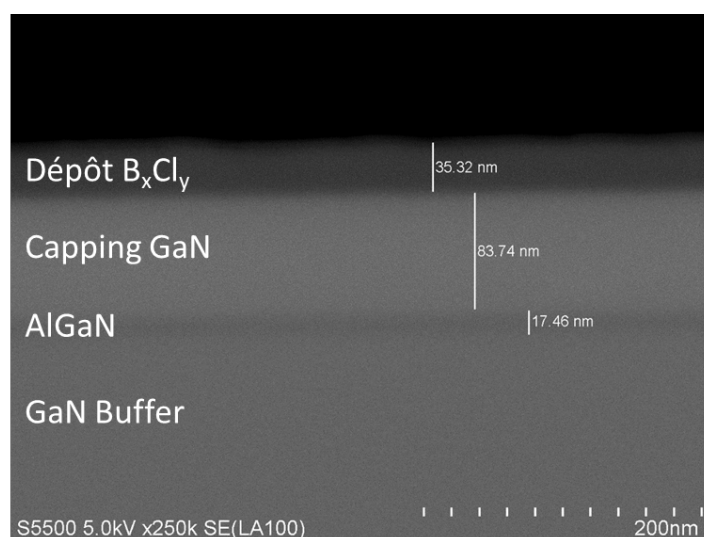 Dépôt BxCly
35.32 nm
Capping GaN
83.74 nm
AlGaN
17.46 nm
GaN Buffer
S5500 5.0kV x250k SE(LA100)
200nm